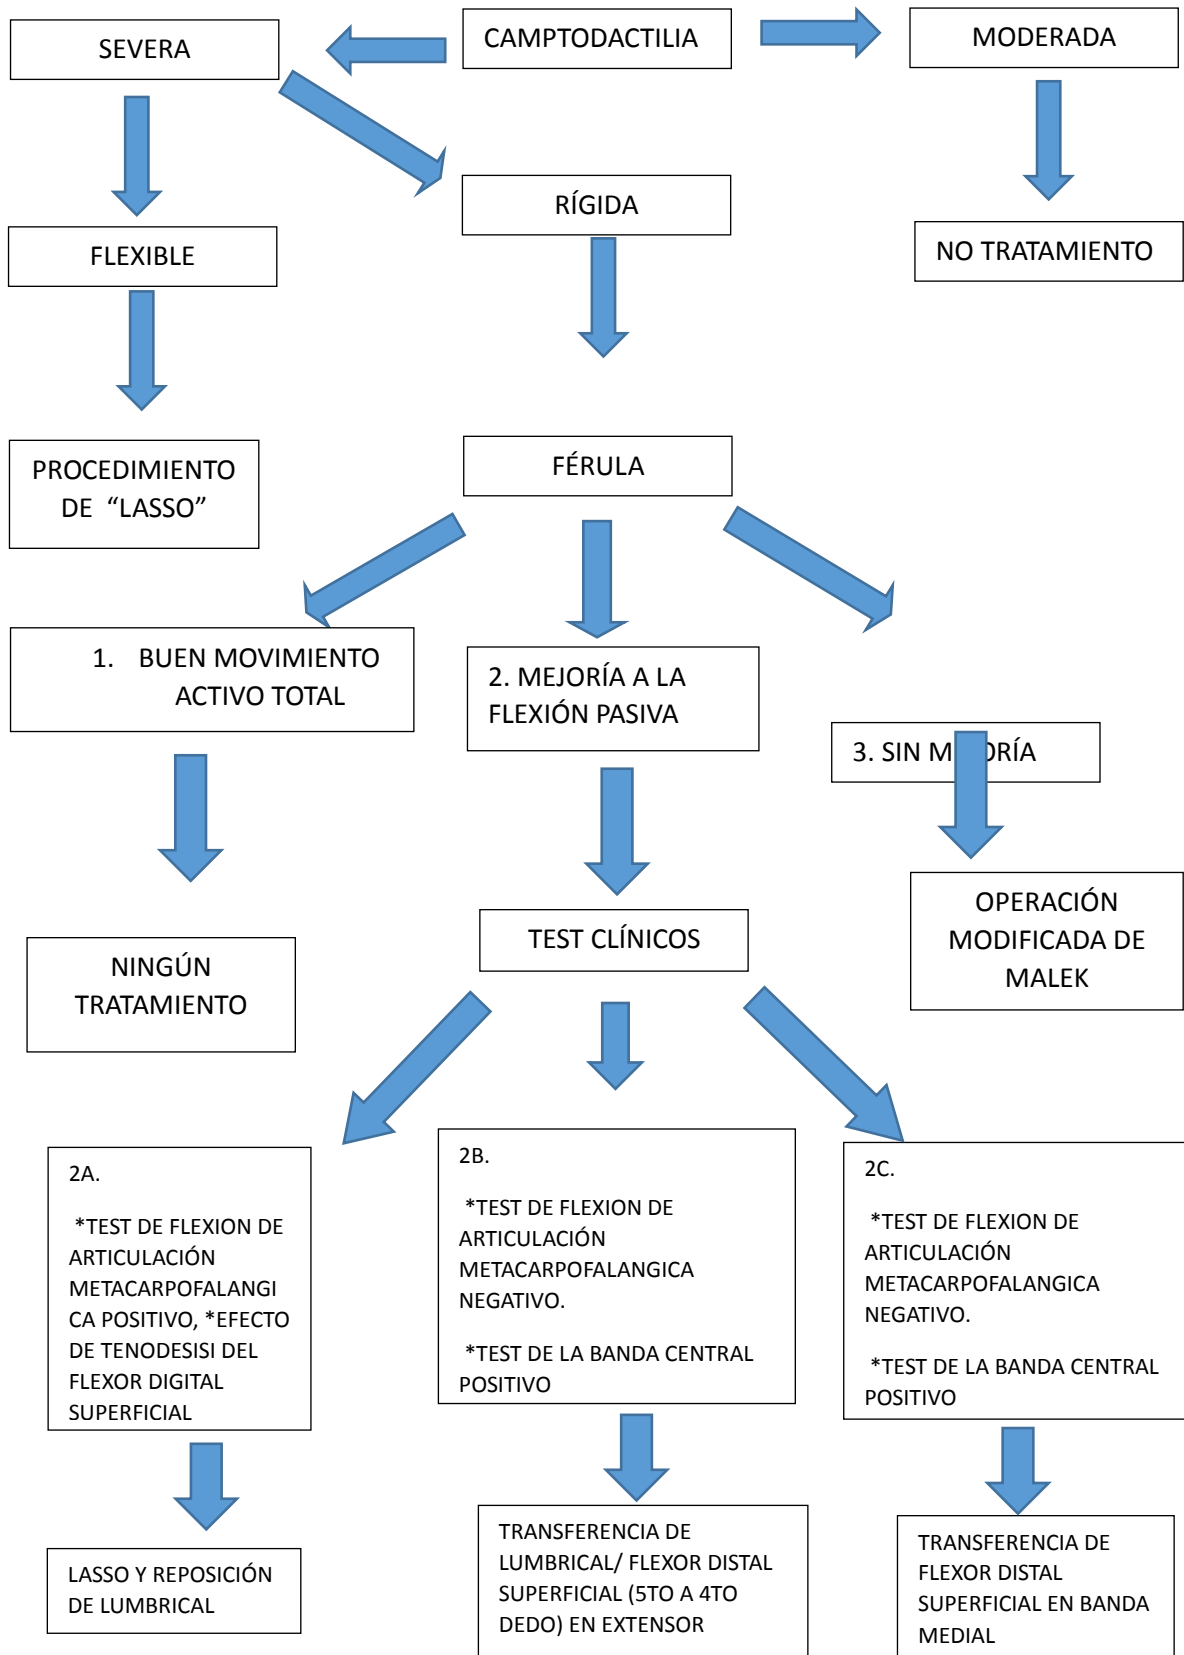 SEVERA
CAMPTODACTILIA
MODERADA
RÍGIDA
FLEXIBLE
NO TRATAMIENTO
PROCEDIMIENTO
DE “LASSO”
FÉRULA
1. BUEN MOVIMIENTO
ACTIVO TOTAL
2. MEJORÍA A LA
FLEXIÓN PASIVA
3. SIN
TEST CLÍNICOS
OPERACIÓN
MODIFICADA DE
MALEK
NINGÚN
TRATAMIENTO
2A.
*TEST DE FLEXION DE
ARTICULACIÓN
METACARPOFALANGI
CA POSITIVO, *EFECTO
DE TENODESISI DEL
FLEXOR DIGITAL
SUPERFICIAL
2B.
*TEST DE FLEXION DE
ARTICULACIÓN
METACARPOFALANGICA
NEGATIVO.
*TEST DE LA BANDA CENTRAL
POSITIVO
2C.
*TEST DE FLEXION DE
ARTICULACIÓN
METACARPOFALANGICA
NEGATIVO.
*TEST DE LA BANDA CENTRAL
POSITIVO
LASSO Y REPOSICIÓN
DE LUMBRICAL
TRANSFERENCIA DE
LUMBRICAL/ FLEXOR DISTAL
SUPERFICIAL (5TO A 4TO
DEDO) EN EXTENSOR
TRANSFERENCIA DE
FLEXOR DISTAL
SUPERFICIAL EN BANDA
MEDIAL